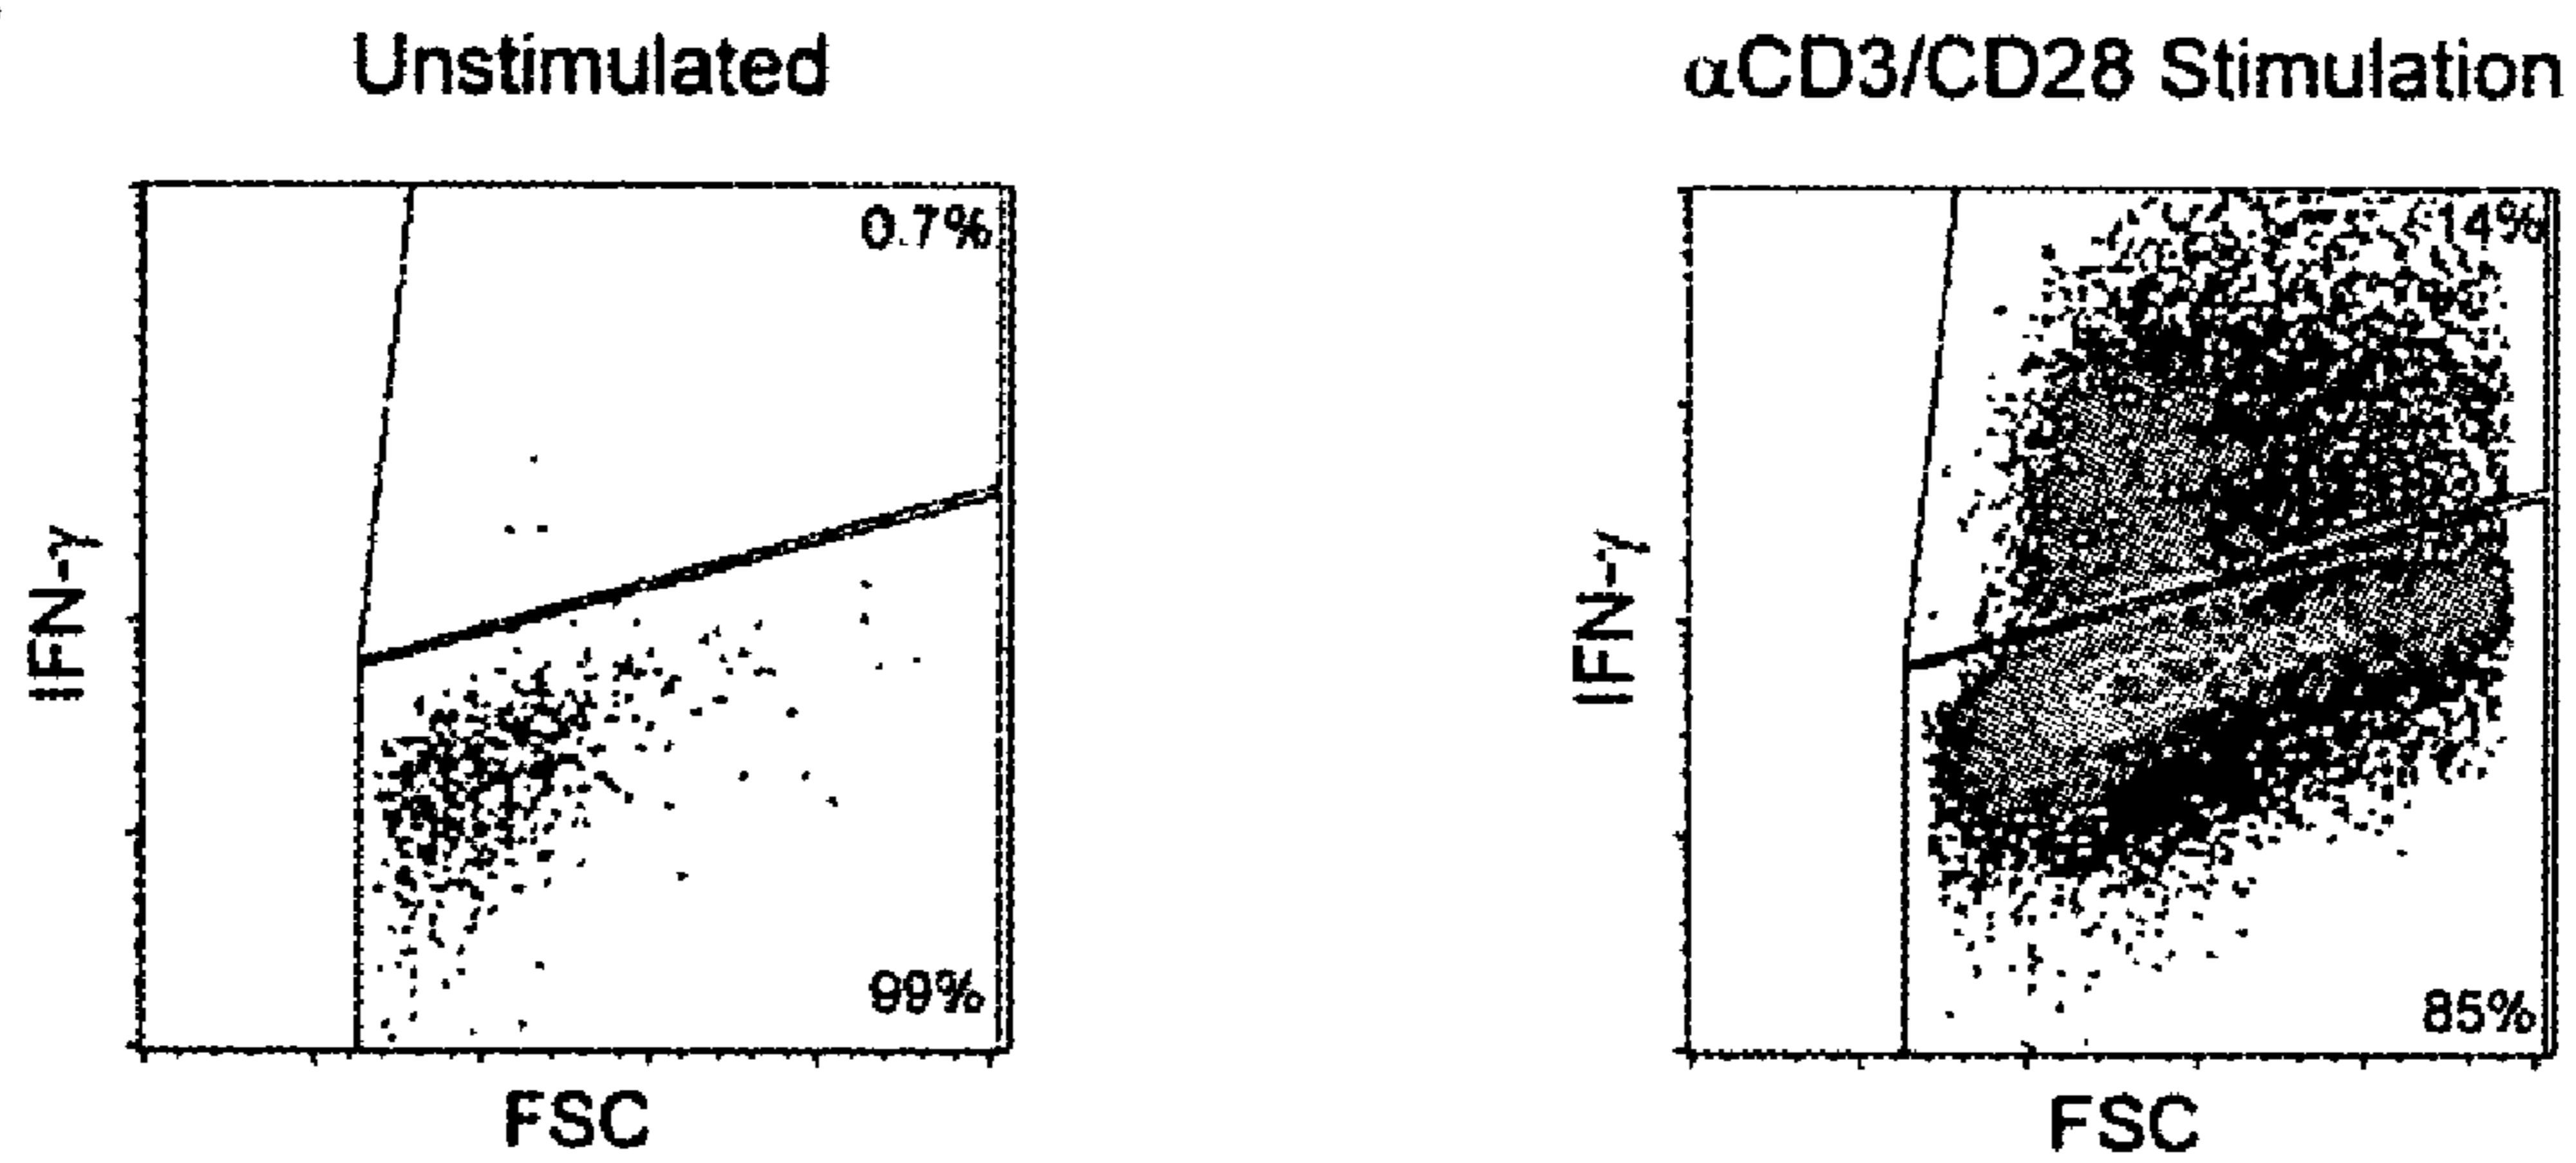 Unstimulated
αCD3/CD28 Stimulation
0.7%
14%
IFN-γ
IFN-γ
99%
85%
FSC
FSC